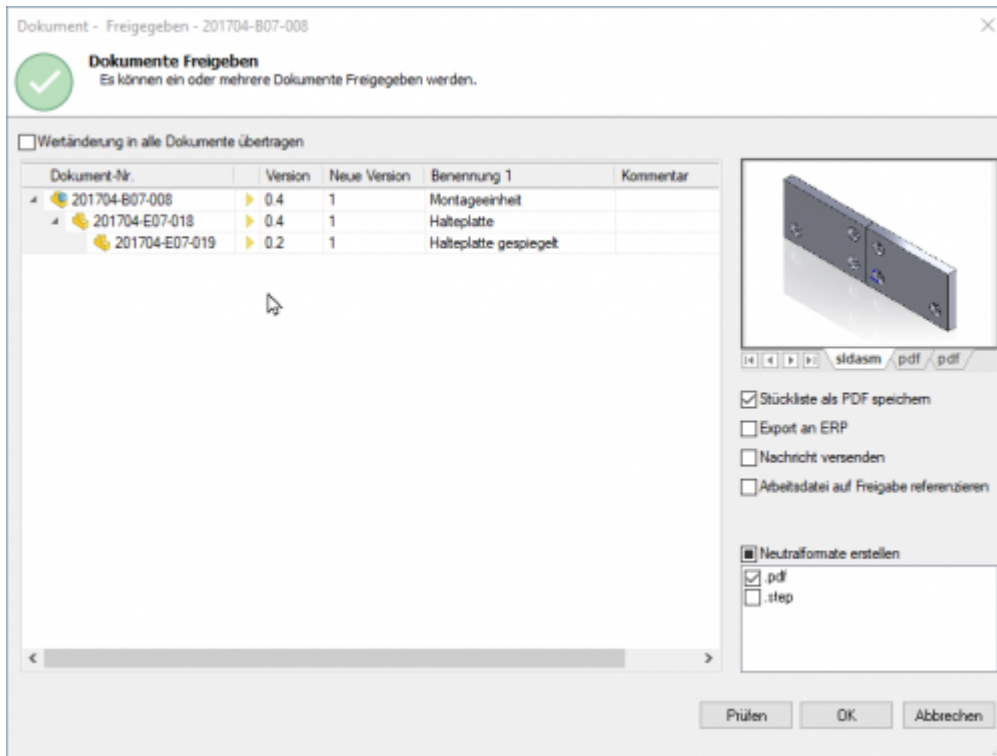 Dokument - Freigegeben - 201704-B07-008
Dokumente Freigeben
Es können ein oder mehrere Dokumente Freigegeben werden.
Wertänderung in alle Dokumente übertragen
Dokument-Nr. Version Neue Version Benennung 1 Kommentar
201704-B07-008 0.4 1 Montageeinheit
201704-E07-018 0.4 1 Halteplatte
201704-E07-019 0.2 1 Halteplatte gespiegelt
sldasm pdf pdf
Stückliste als PDF speichern
Export an ERP
Nachricht versenden
Arbeitsdatei auf Freigabe referenzieren
Neutralformate erstellen
.pdf
.step
Prüfen OK Abbrechen